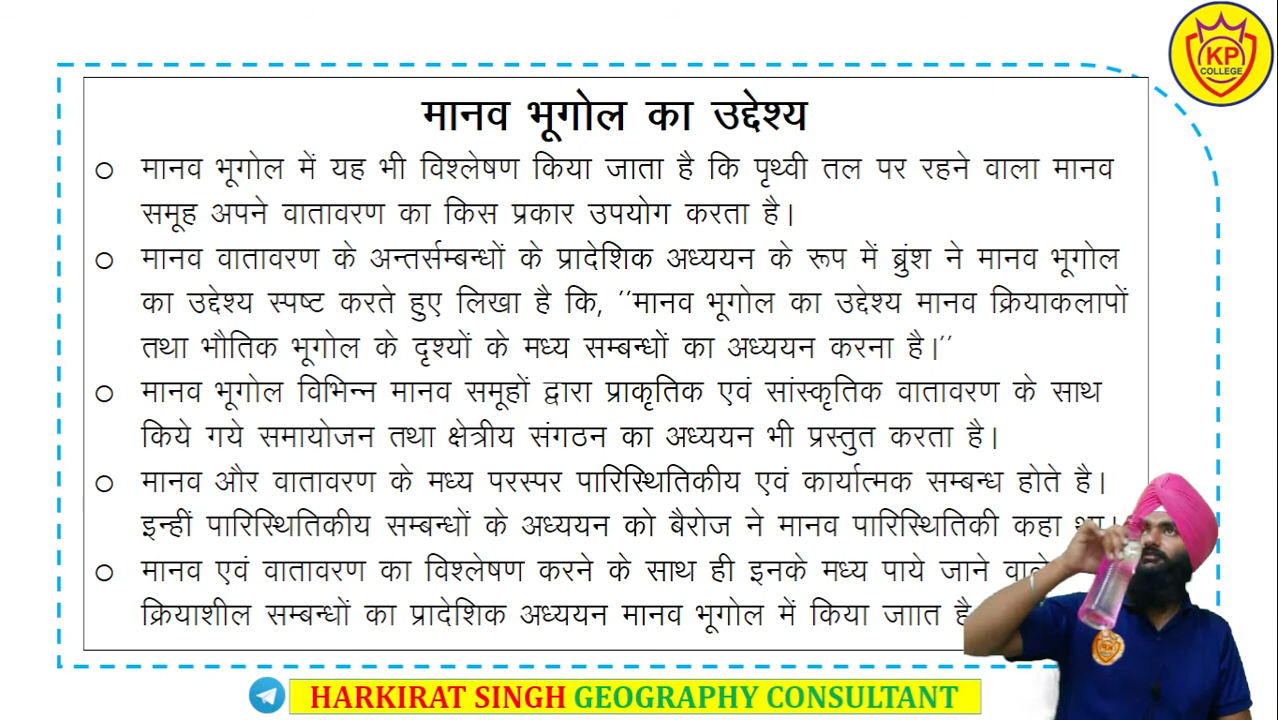 KP
COLLEGE
मानव भूगोल का उद्देश्य
○ मानव भूगोल में यह भी विश्लेषण किया जाता है कि पृथ्वी तल पर रहने वाला मानव
समूह अपने वातावरण का किस प्रकार उपयोग करता है।
○ मानव वातावरण के अन्तर्सम्बन्धों के प्रादेशिक अध्ययन के रूप में ब्रुंश ने मानव भूगोल
का उद्देश्य स्पष्ट करते हुए लिखा है कि, ′′मानव भूगोल का उद्देश्य मानव क्रियाकलापों
तथा भौतिक भूगोल के दृश्यों के मध्य सम्बन्धों का अध्ययन करना है।′′
○ मानव भूगोल विभिन्न मानव समूहों द्वारा प्राकृतिक एवं सांस्कृतिक वातावरण के साथ
किये गये समायोजन तथा क्षेत्रीय संगठन का अध्ययन भी प्रस्तुत करता है।
○ मानव और वातावरण के मध्य परस्पर पारिस्थितिकीय एवं कार्यात्मक सम्बन्ध होते है।
इन्हीं पारिस्थितिकीय सम्बन्धों के अध्ययन को बैरोज ने मानव पारिस्थितिकी कहा था।
○ मानव एवं वातावरण का विश्लेषण करने के साथ ही इनके मध्य पाये जाने वाले
क्रियाशील सम्बन्धों का प्रादेशिक अध्ययन मानव भूगोल में किया जाात है
HARKIRAT SINGH GEOGRAPHY CONSULTANT